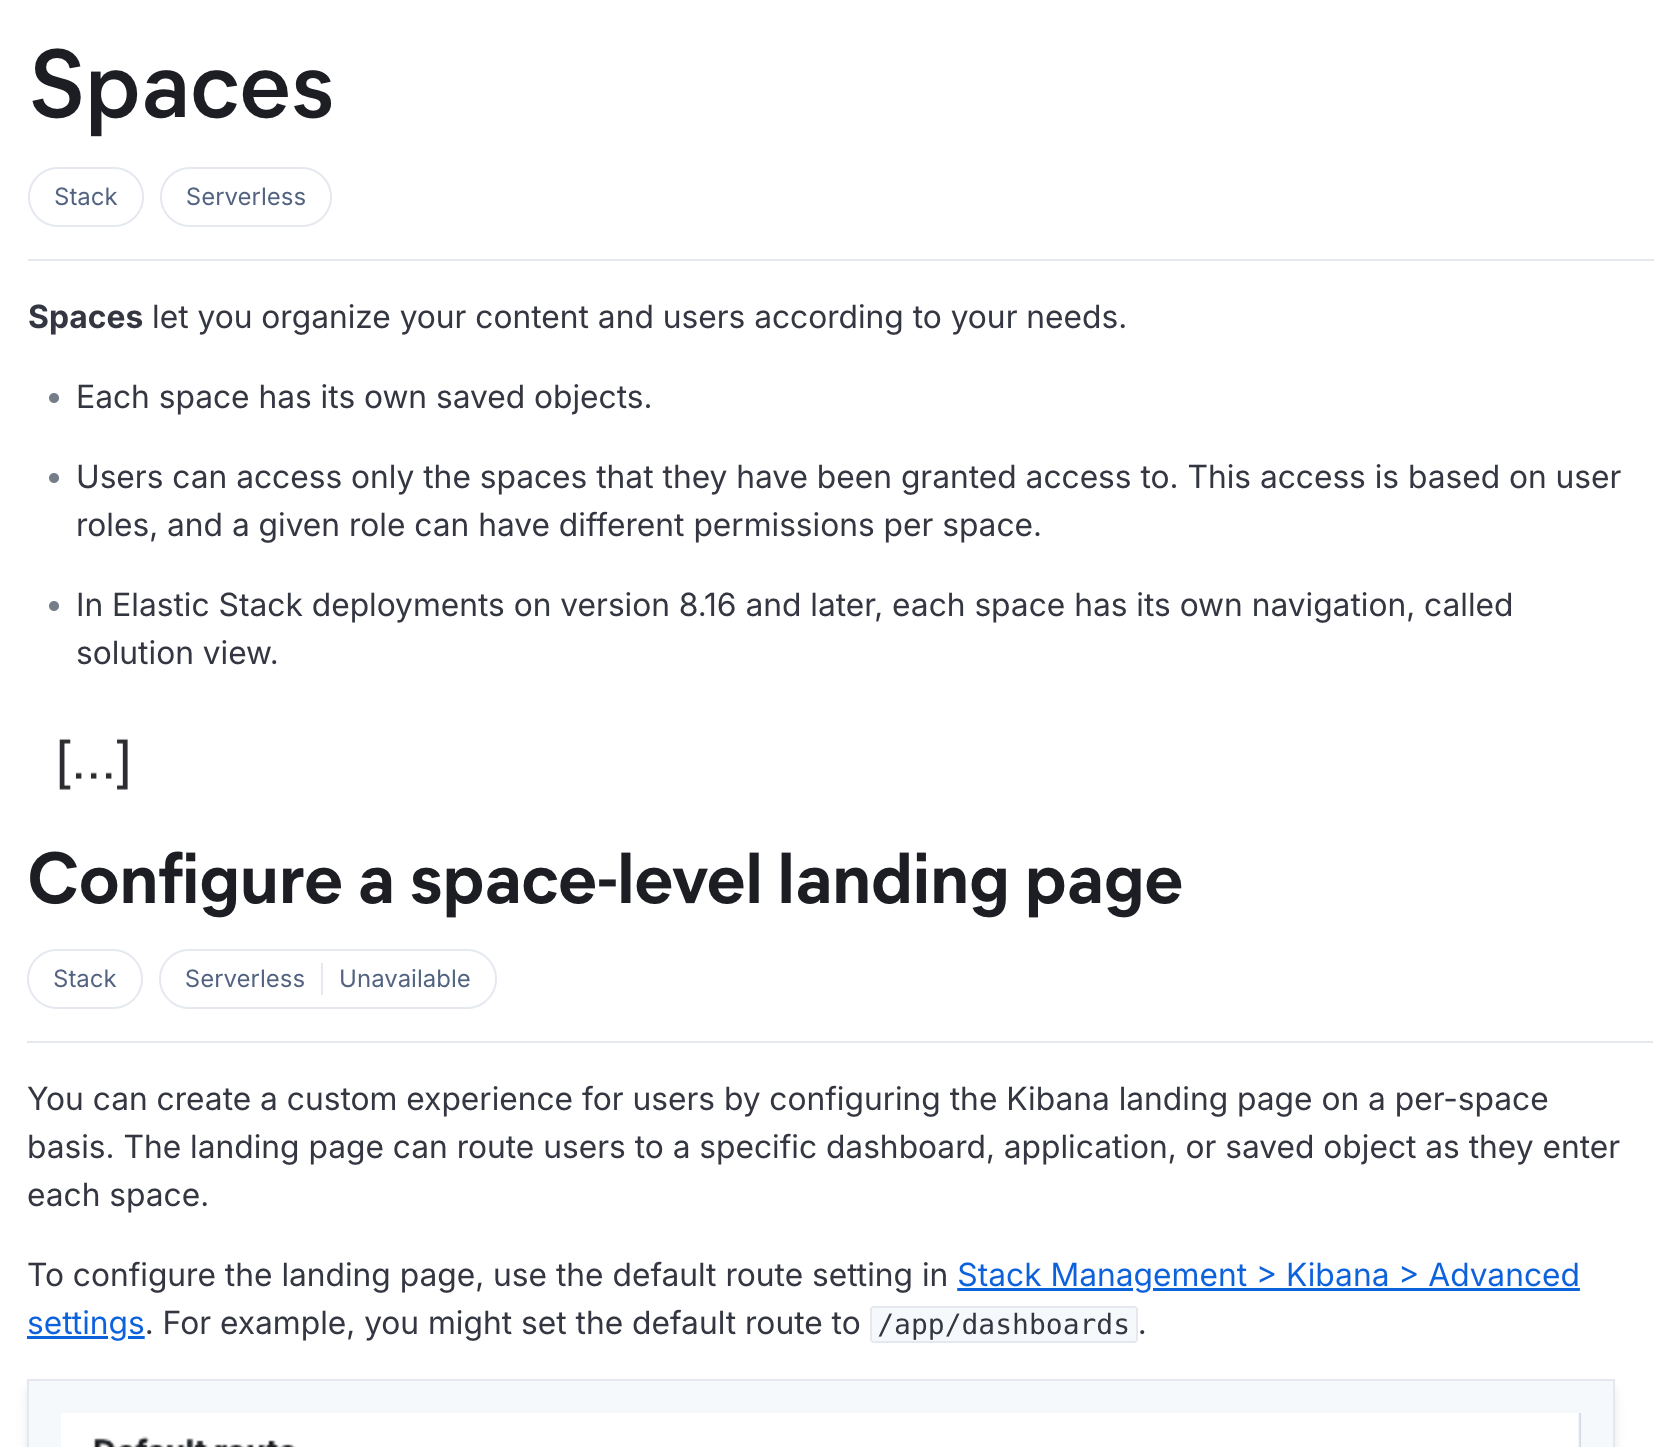 Spaces
Stack
Serverless
Spaces let you organize your content and users according to your needs.
• Each space has its own saved objects.
• Users can access only the spaces that they have been granted access to. This access is based on user
roles, and a given role can have different permissions per space.
• In Elastic Stack deployments on version 8.16 and later, each space has its own navigation, called
solution view.
[...]
Configure a space-level landing page
Stack
Serverless | Unavailable
You can create a custom experience for users by configuring the Kibana landing page on a per-space
basis. The landing page can route users to a specific dashboard, application, or saved object as they enter
each space.
To configure the landing page, use the default route setting in Stack Management > Kibana > Advanced
settings. For example, you might set the default route to /app/dashboards.
Default route